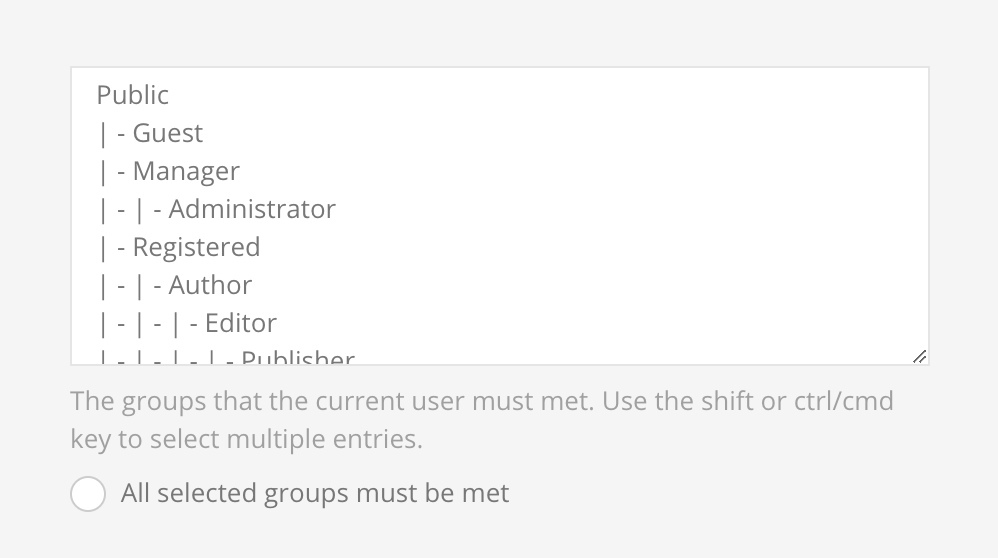 Public
| - Guest
| - Manager
| - | - Administrator
| - Registered
| - | - Author
| - | - | - Editor
| - | - | - | - Publisher
The groups that the current user must met. Use the shift or ctrl/cmd
key to select multiple entries.
All selected groups must be met